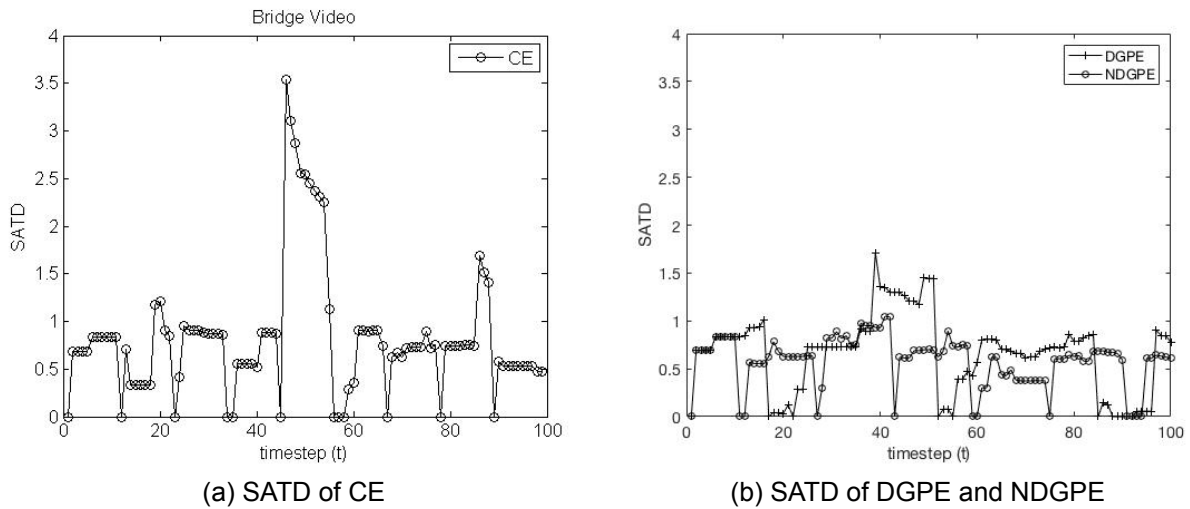 Bridge Video
4
3.5
3
2.5
2
1.5
1
0.5
0
SATD
CE
0 20 40 60 80 100
timestep (t)
(a) SATD of CE
4
3.5
3
2.5
2
1.5
1
0.5
0
SATD
DGPE
NDGPE
0 20 40 60 80 100
timestep (t)
(b) SATD of DGPE and NDGPE